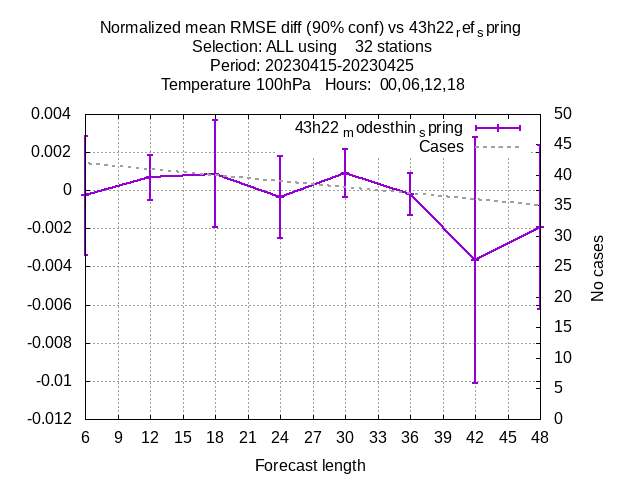 Normalized mean RMSE diff (90% conf) vs 43h22refspring
Selection: ALL using 32 stations
Period: 20230415-20230425
Temperature 100hPa Hours: 00,06,12,18
43h22modesthinspring
Cases
0.004
0.002
0
-0.002
-0.004
-0.006
-0.008
-0.01
-0.012
50
45
40
35
30
25
20
15
10
5
0
No cases
6 9 12 15 18 21 24 27 30 33 36 39 42 45 48
Forecast length